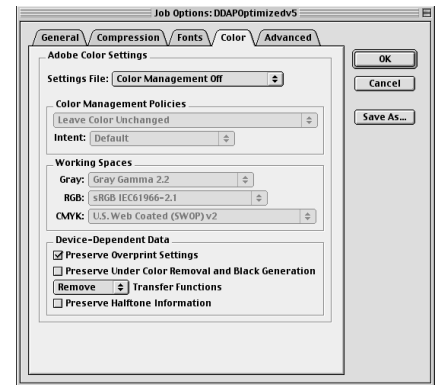 Job Options: DDAPOptimizedv5
General Compression Fonts Color Advanced
Adobe Color Settings
OK
Settings File: Color Management Off
Cancel
Color Management Policies
Leave Color Unchanged
Save As...
Intent: Default
Working Spaces
Gray: Gray Gamma 2.2
RGB: sRGB IEC61966-2.1
CMYK: U.S. Web Coated (SWOP) v2
Device-Dependent Data
Preserve Overprint Settings
Preserve Under Color Removal and Black Generation
Remove Transfer Functions
Preserve Halftone Information